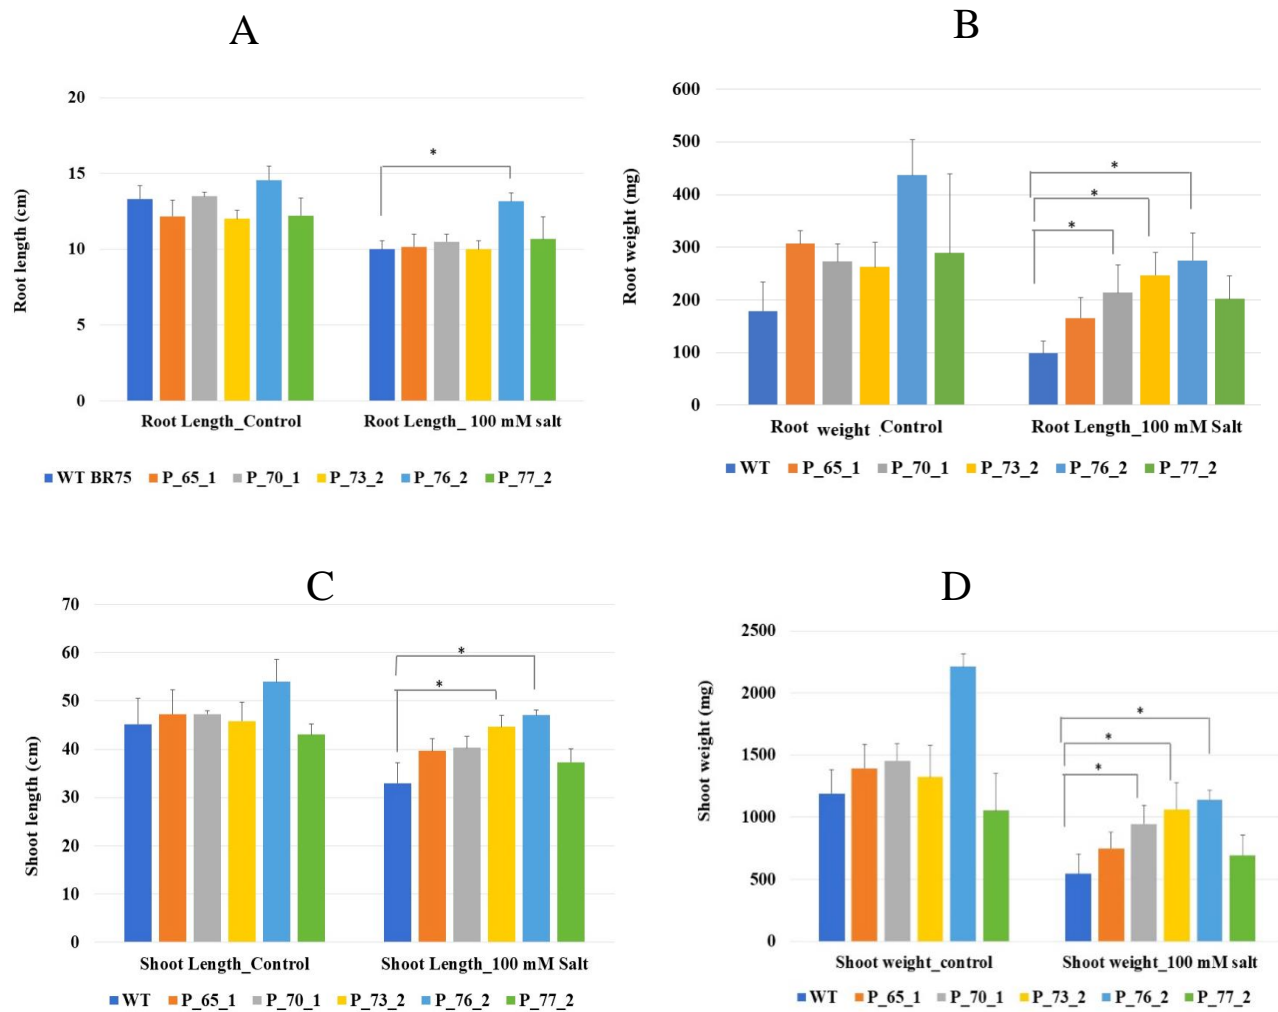 A
20
15
10
5
0
Root length (cm)
*
Root Length_Control
Root Length_ 100 mM salt
WT BR75 P_65_1 P_70_1 P_73_2 P_76_2 P_77_2
B
600
500
400
300
200
100
0
Root weight (mg)
*
*
*
Root weight_Control
Root Length_100 mM Salt
WT P_65_1 P_70_1 P_73_2 P_76_2 P_77_2
C
70
60
50
40
30
20
10
0
Shoot length (cm)
*
*
Shoot Length_Control
Shoot Length_100 mM Salt
WT P_65_1 P_70_1 P_73_2 P_76_2 P_77_2
D
2500
2000
1500
1000
500
0
Shoot weight (mg)
*
*
*
Shoot weight_control
Shoot weight_100 mM salt
WT P_65_1 P_70_1 P_73_2 P_76_2 P_77_2